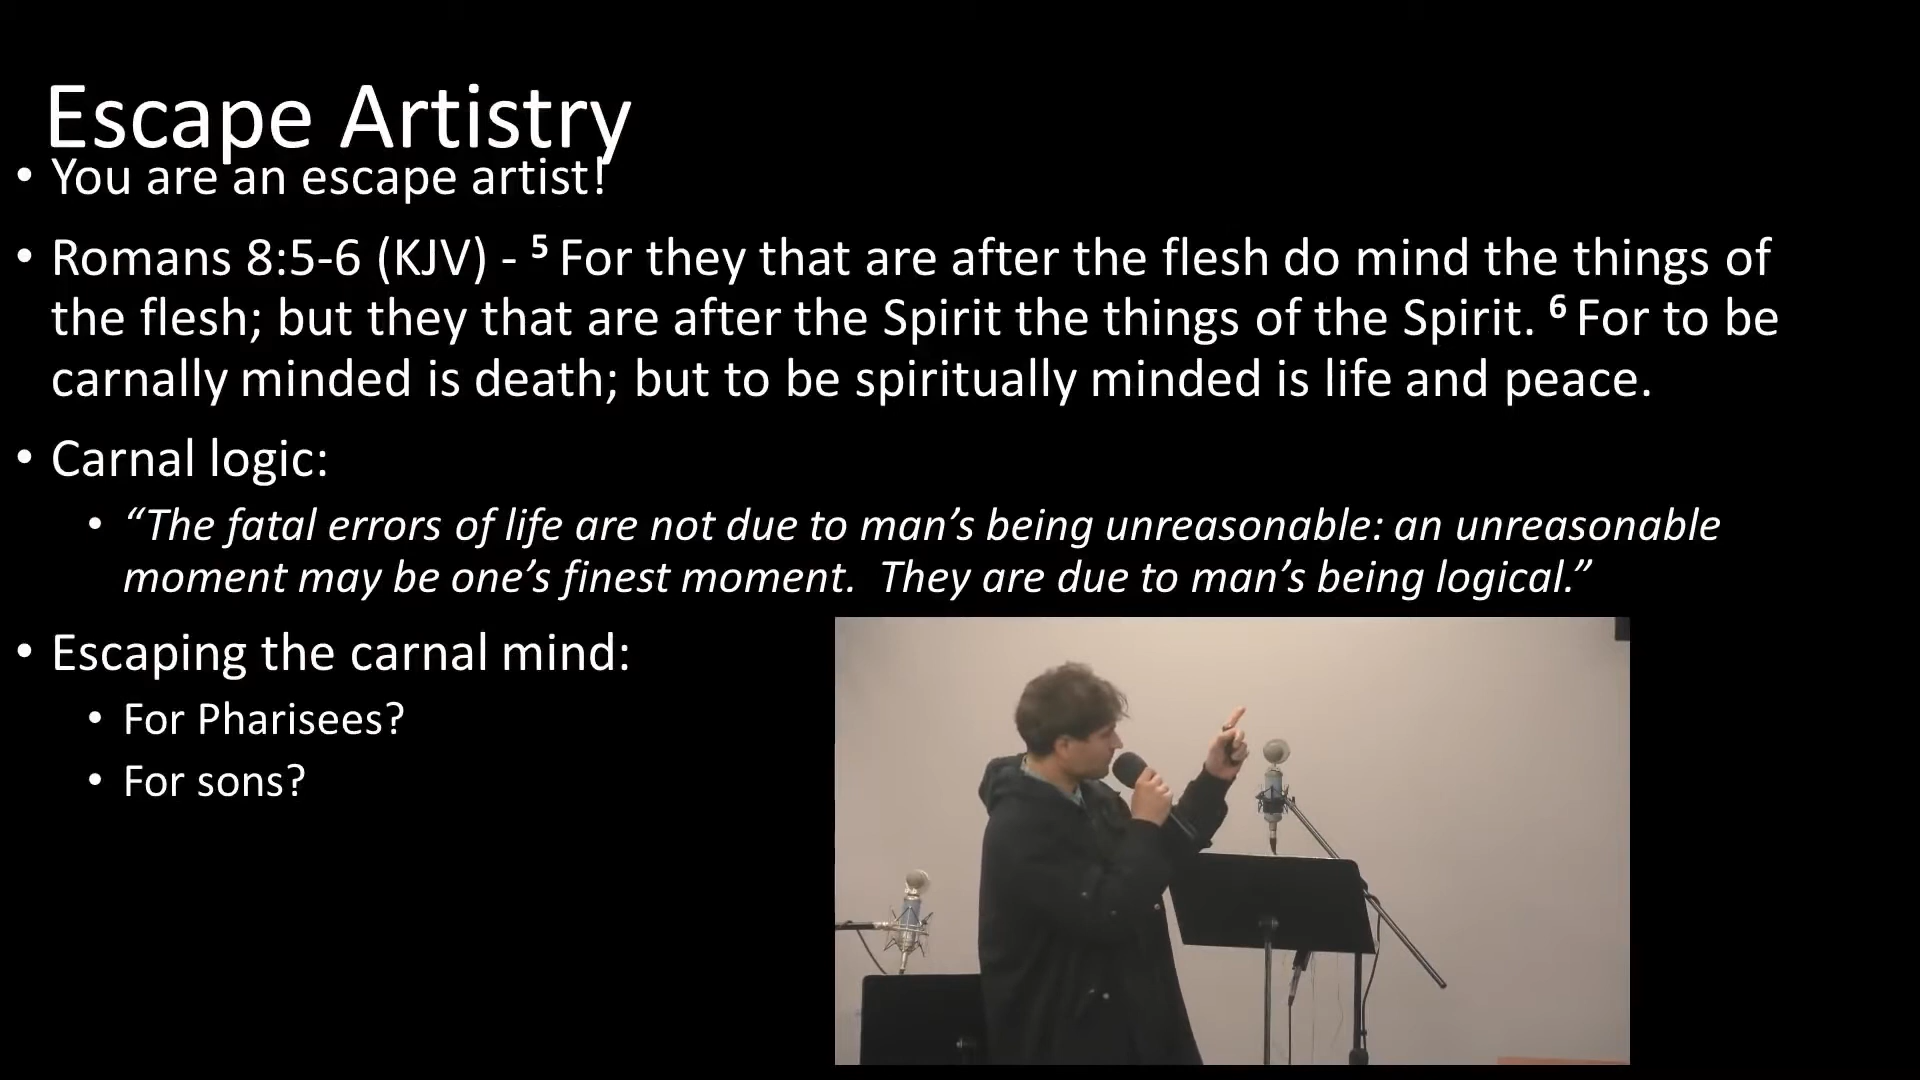 Escape Artistry
• You are an escape artist!
• Romans 8:5-6 (KJV) - ⁵ For they that are after the flesh do mind the things of
the flesh; but they that are after the Spirit the things of the Spirit. ⁶ For to be
carnally minded is death; but to be spiritually minded is life and peace.
• Carnal logic:
• “The fatal errors of life are not due to man’s being unreasonable: an unreasonable
moment may be one’s finest moment.  They are due to man’s being logical.”
• Escaping the carnal mind:
• For Pharisees?
• For sons?